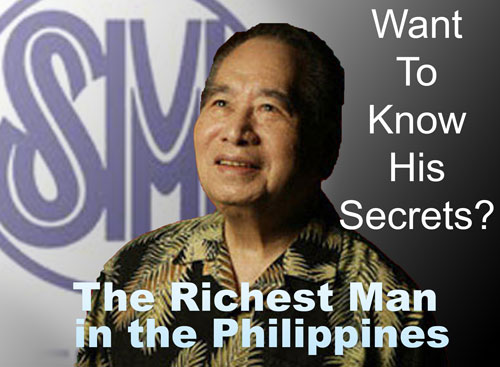 SM
Want
To
Know
His
Secrets?
The Richest Man
in the Philippines